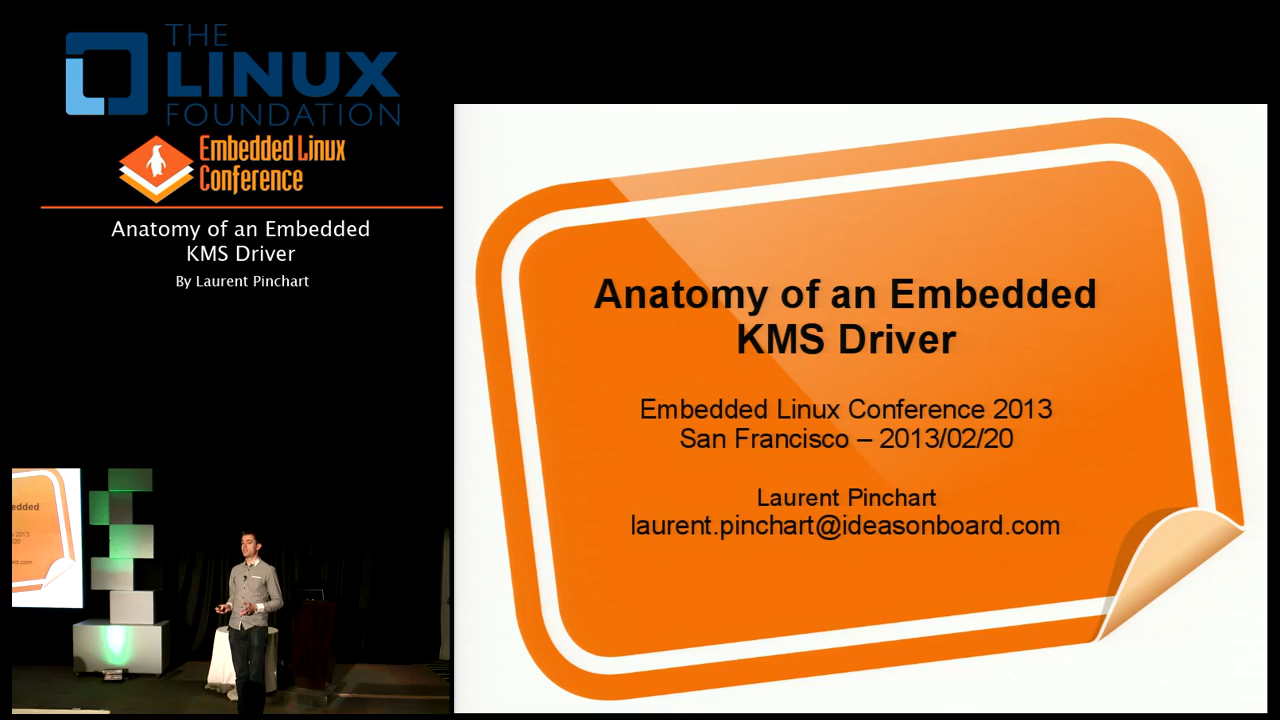 THE
LINUX
FOUNDATION
Embedded Linux
Conference
Anatomy of an Embedded
KMS Driver
By Laurent Pinchart
Anatomy of an Embedded
KMS Driver
Embedded Linux Conference 2013
San Francisco – 2013/02/20
Laurent Pinchart
laurent.pinchart@ideasonboard.com